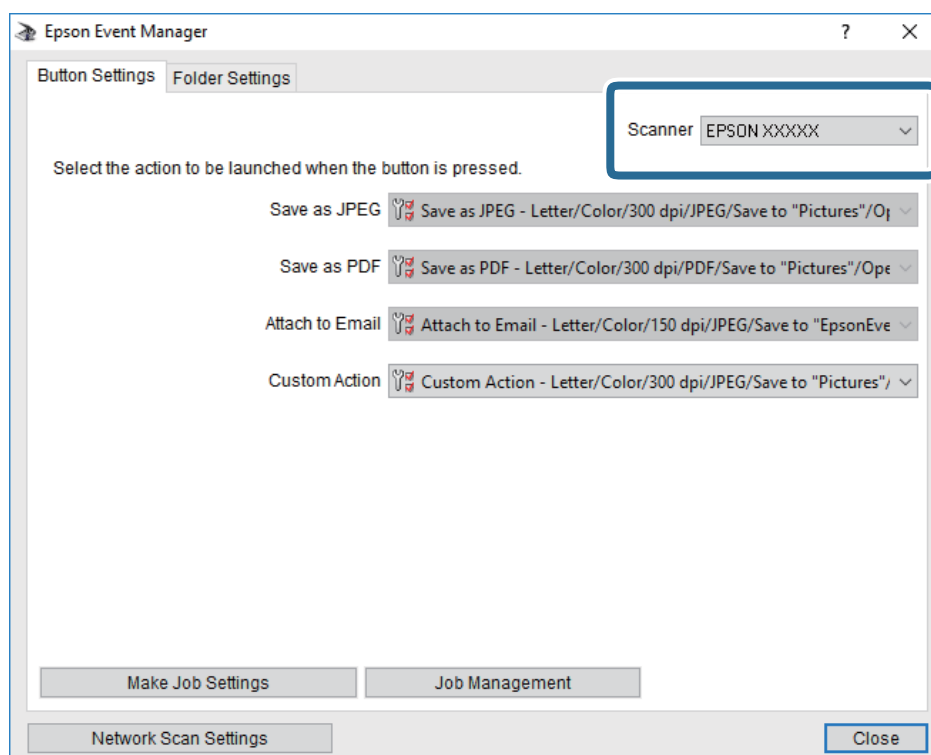 Epson Event Manager
?
Button Settings
Folder Settings
Scanner EPSON XXXXX
Select the action to be launched when the button is pressed.
Save as JPEG Save as JPEG - Letter/Color/300 dpi/JPEG/Save to "Pictures"/Op
Save as PDF Save as PDF - Letter/Color/300 dpi/PDF/Save to "Pictures"/Ope
Attach to Email Attach to Email - Letter/Color/150 dpi/JPEG/Save to "EpsonEve
Custom Action Custom Action - Letter/Color/300 dpi/JPEG/Save to "Pictures"/
Make Job Settings
Job Management
Network Scan Settings
Close